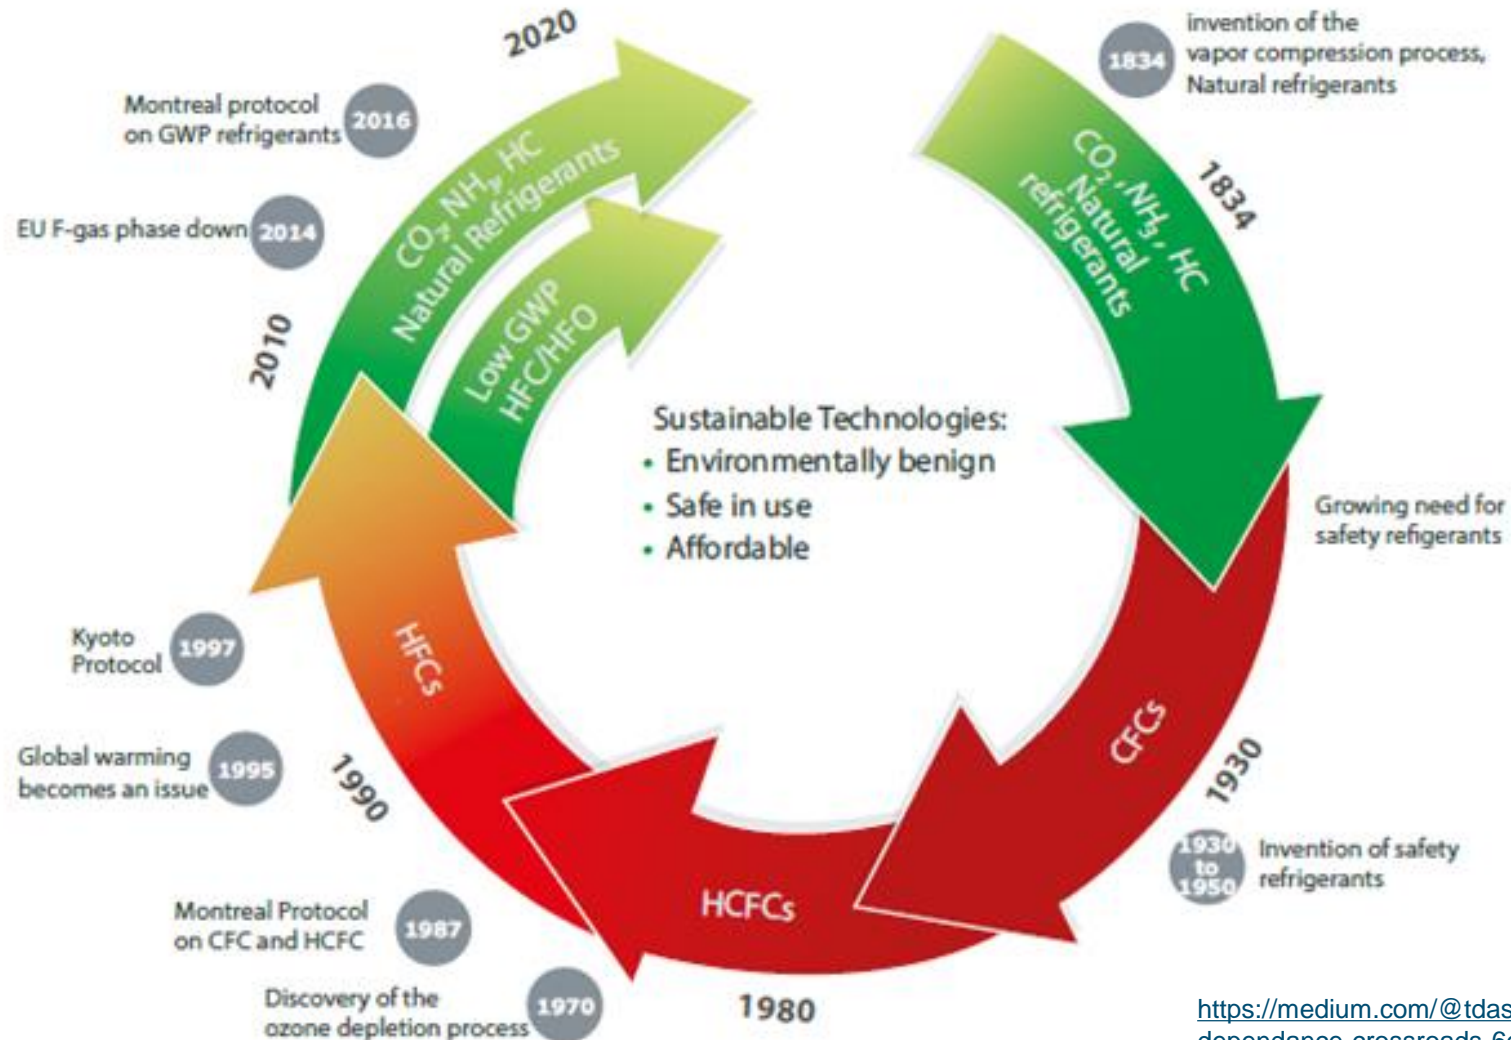 1834
invention of the
vapor compression process,
Natural refrigerants
CO₂, NH₃, HC
Natural
refrigerants
1834
Growing need for
safety refigerants
CFCs
1930
1930
to
1950
Invention of safety
refrigerants
HCFCs
1980
Discovery of the
ozone depletion process
1970
Montreal Protocol
on CFC and HCFC
1987
1990
HFCs
Global warming
becomes an issue
1995
Kyoto
Protocol
1997
2010
EU F-gas phase down
2014
Montreal protocol
on GWP refrigerants
2016
2020
CO₂, NH₃, HC
Natural Refrigerants
Low GWP
HFC/HFO
Sustainable Technologies:
• Environmentally benign
• Safe in use
• Affordable
https://medium.com/@tdas